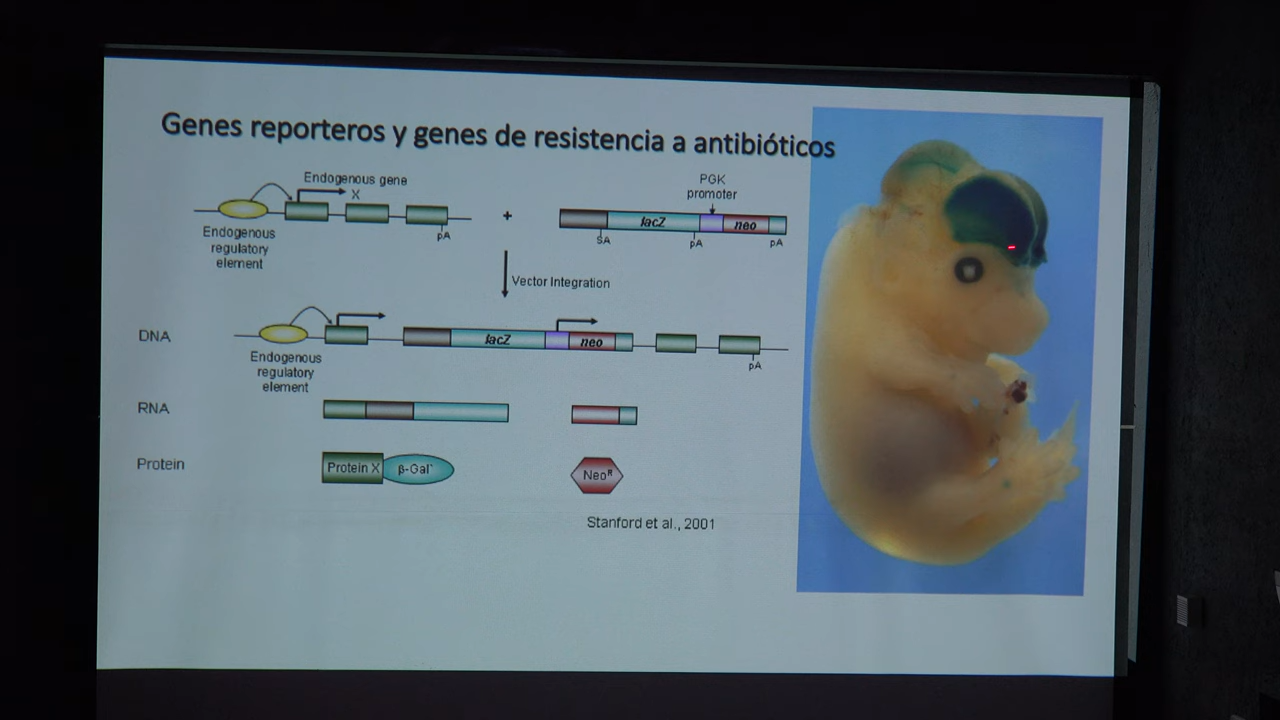 Genes reporteros y genes de resistencia a antibióticos
Endogenous gene
X
pA
Endogenous
regulatory
element
+
PGK
promoter
lacZ
neo
SA
pA
pA
Vector Integration
DNA
lacZ
neo
pA
Endogenous
regulatory
element
RNA
Protein
Protein X
β-Gal⁺
Neoᴿ
Stanford et al., 2001